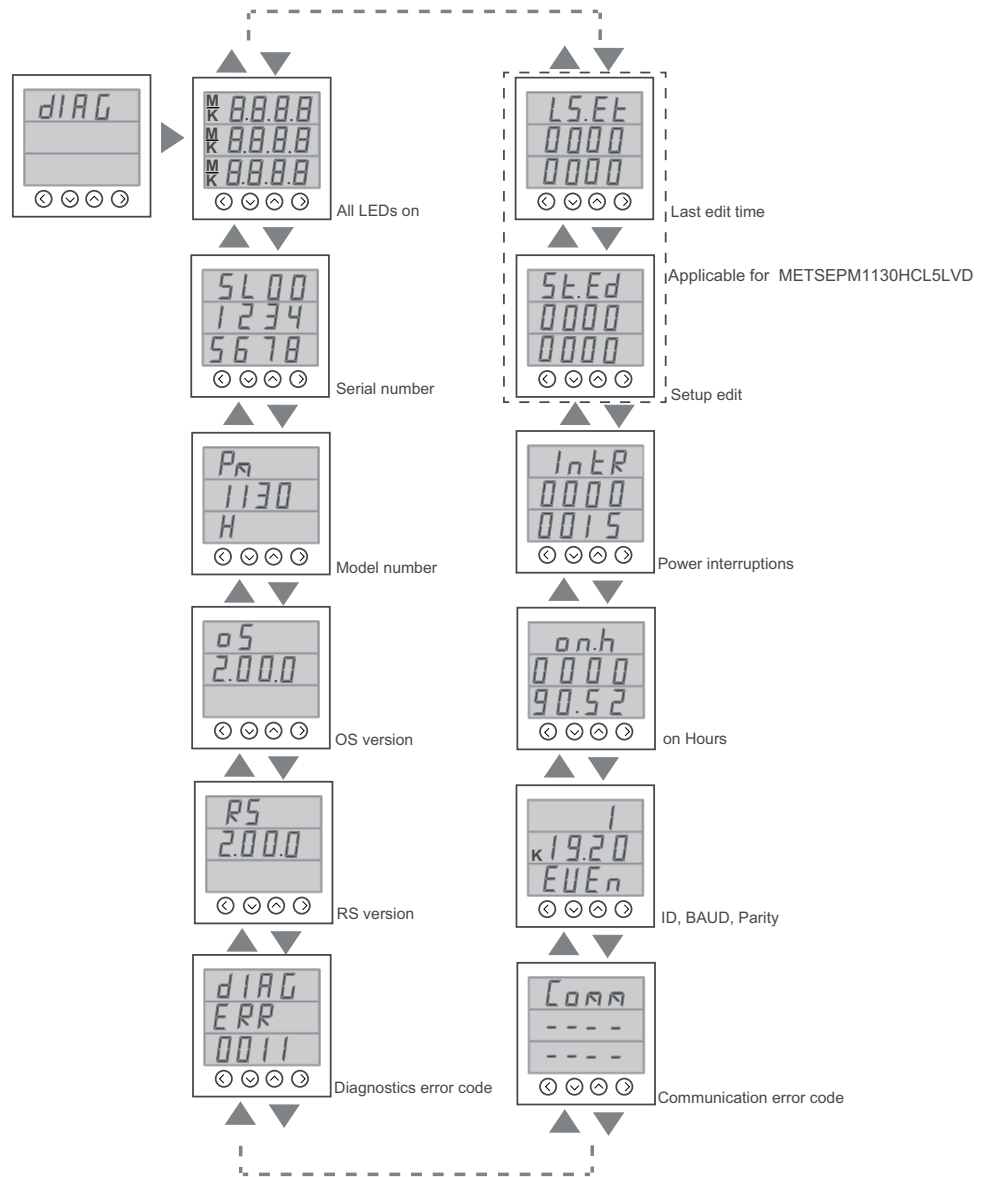 dIAG
M/K 8.8.8.8
M/K 8.8.8.8
M/K 8.8.8.8
All LEDs on
SL00
1234
5678
Serial number
Pm
1130
H
Model number
oS
2.00.0
OS version
RS
2.00.0
RS version
dIAG
ERR
0011
Diagnostics error code
LS.Et
0000
0000
Last edit time
Applicable for METSEPM1130HCL5LVD
St.Ed
0000
0000
Setup edit
IntR
0000
0015
Power interruptions
on.h
0000
90.52
on Hours
1
K 19.20
EVEn
ID, BAUD, Parity
Comm
----
----
Communication error code